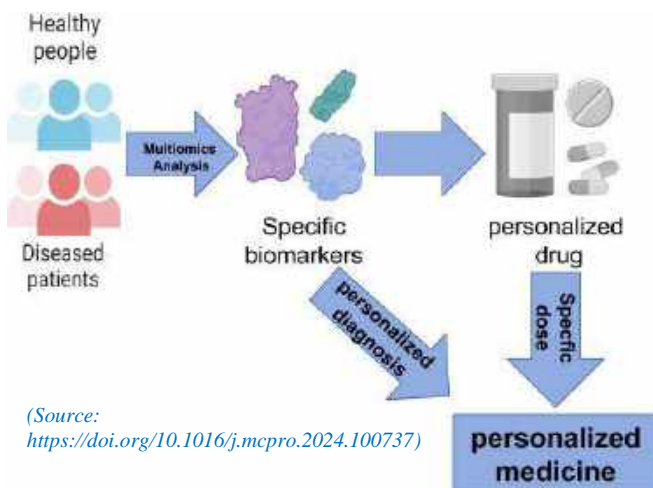 Healthy
people
Multiomics
Analysis
Diseased
patients
Specific
biomarkers
personalized
drug
personalized
diagnosis
Specfic
dose
(Source:
https://doi.org/10.1016/j.mcpro.2024.100737)
personalized
medicine